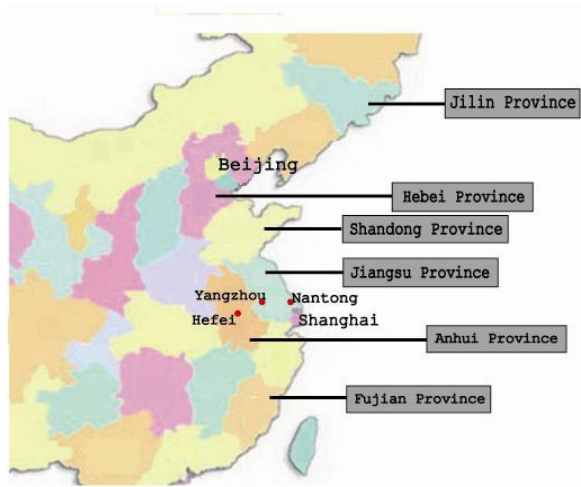 Jilin Province
Beijing
Hebei Province
Shandong Province
Jiangsu Province
Yangzhou
Nantong
Hefei
Shanghai
Anhui Province
Fujian Province